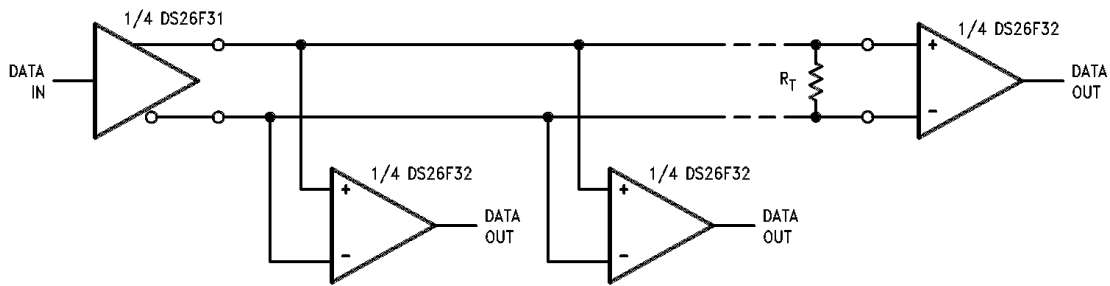 1/4 DS26F31
1/4 DS26F32
DATA
IN
+
-
RT
DATA
OUT
1/4 DS26F32
1/4 DS26F32
+
-
DATA
OUT
+
-
DATA
OUT